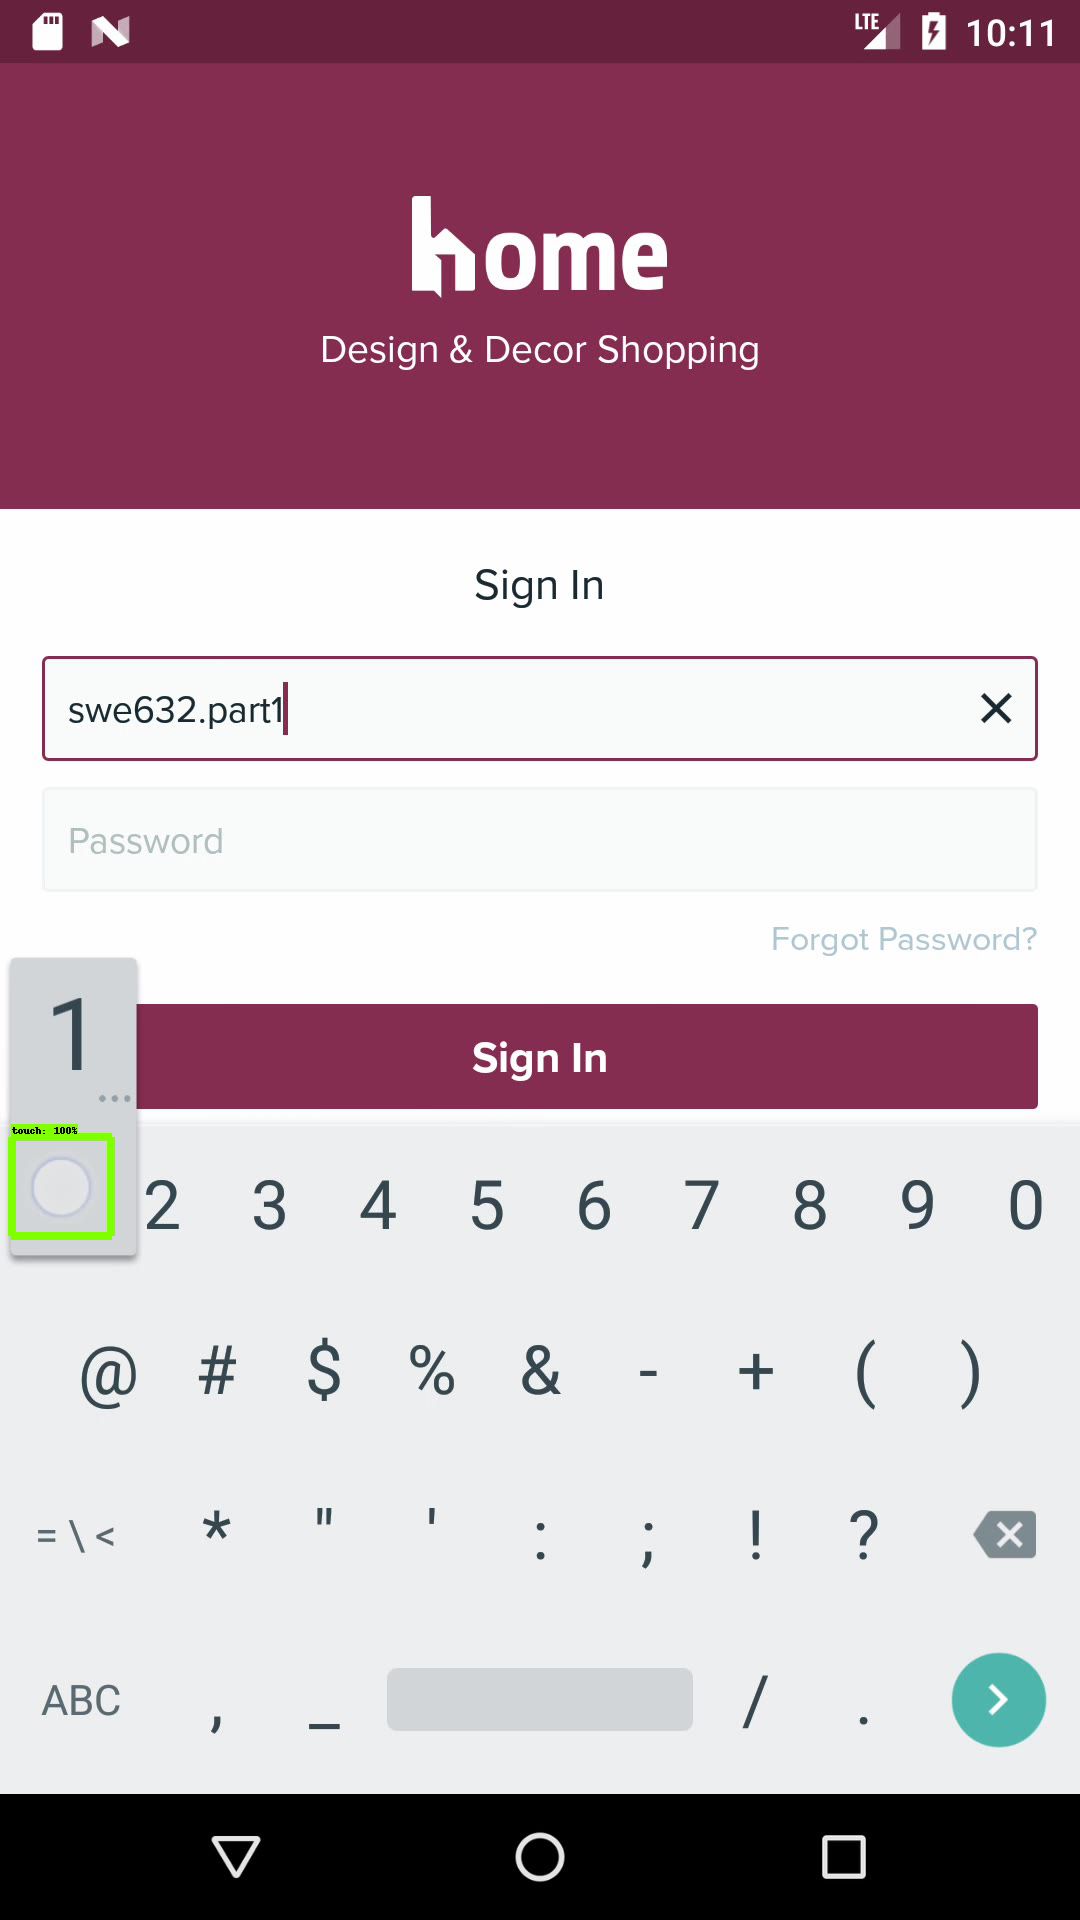 LTE 10:11
home
Design & Decor Shopping
Sign In
swe632.part1
Password
Forgot Password?
1
...
Sign In
touch: 100%
2 3 4 5 6 7 8 9 0
@ # $ % & - + ( )
= \ < * " ' : ; ! ?
ABC , _ / .